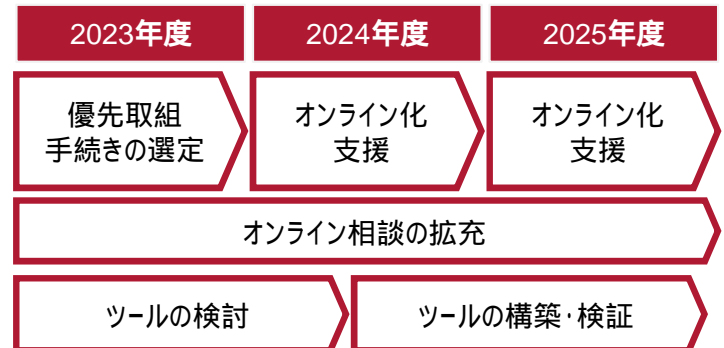 2023年度 2024年度 2025年度
優先取組 オンライン化 オンライン化
手続きの選定 支援 支援
オンライン相談の拡充
ツールの検討 ツールの構築・検証